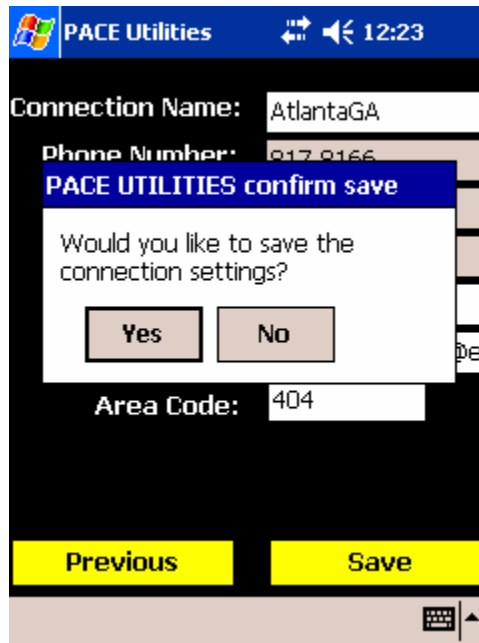 PACE Utilities 12:23
Connection Name: AtlantaGA
Phone Number: 817 8166
PACE UTILITIES confirm save
Would you like to save the
connection settings?
Yes No
@e
Area Code: 404
Previous Save